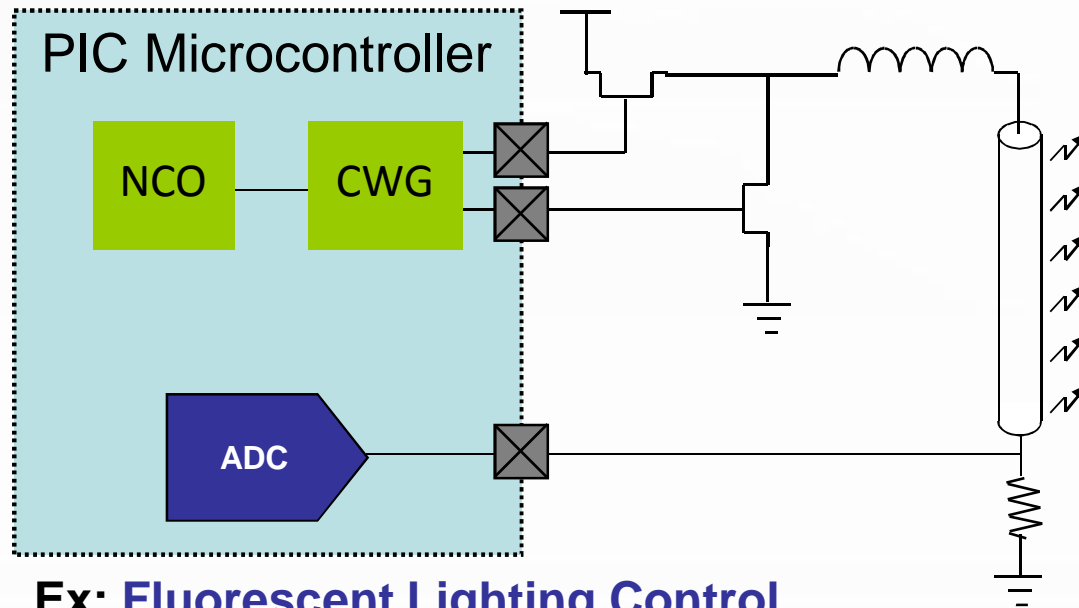 PIC Microcontroller
NCO
CWG
ADC
Ex: Fluorescent Lighting Control